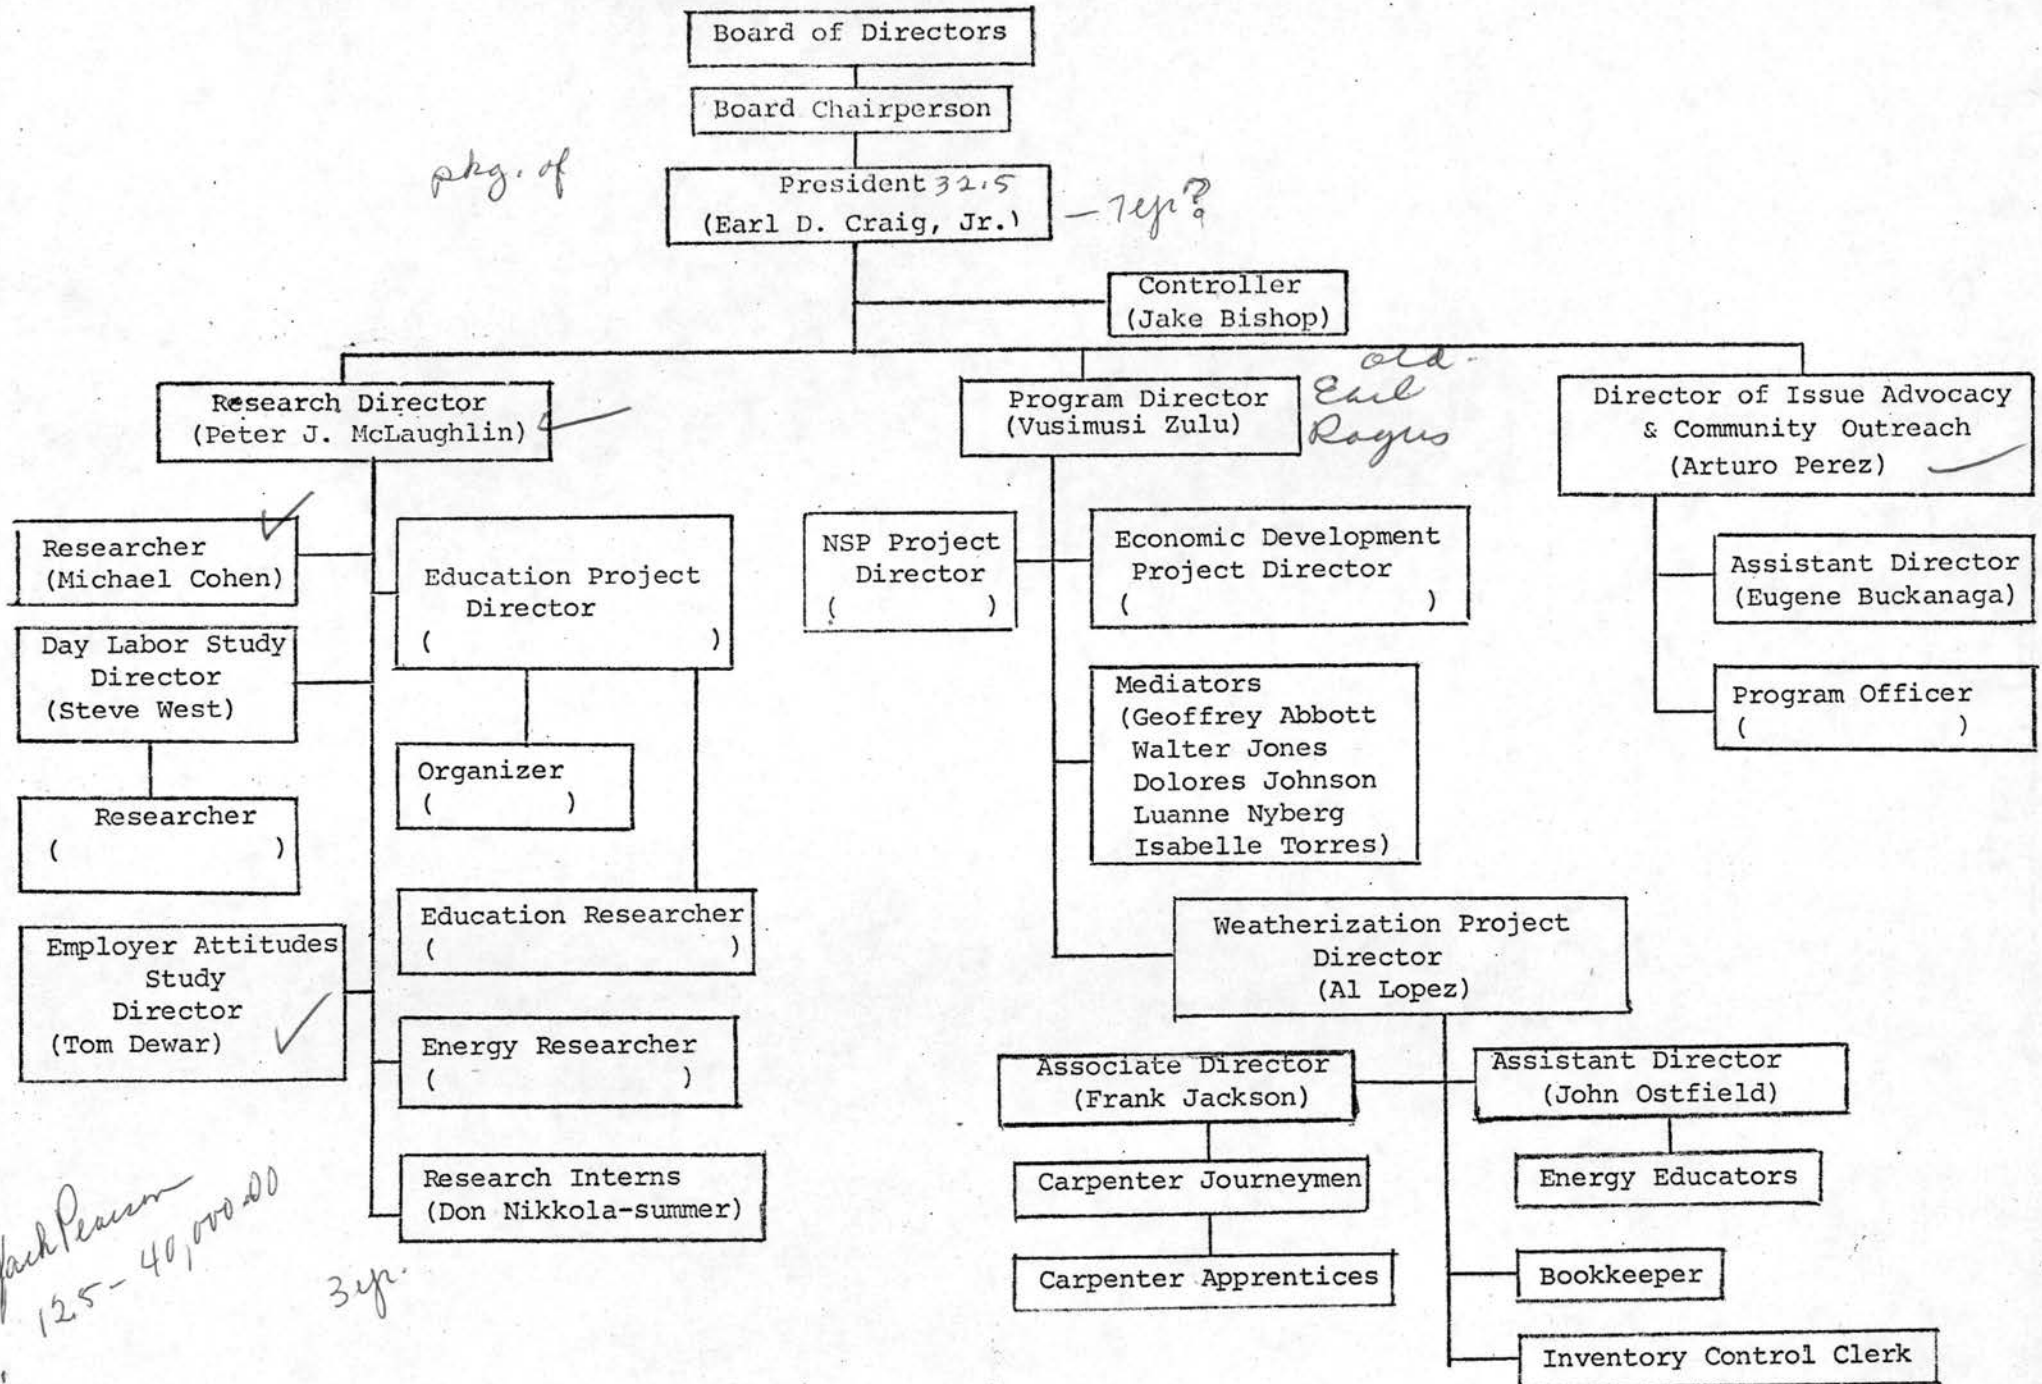 Board of Directors
Board Chairperson
pkg. of
President 32.5
(Earl D. Craig, Jr.)
- 7yr?
Controller
(Jake Bishop)
Research Director
(Peter J. McLaughlin)
Program Director
(Vusimusi Zulu)
old-
Earl
Director of Issue Advocacy
& Community Outreach
(Arturo Perez)
Researcher
(Michael Cohen)
Day Labor Study
Director
(Steve West)
Researcher
( )
Employer Attitudes
Study
Director
(Tom Dewar)
Education Project
Director
( )
Organizer
( )
Education Researcher
( )
Energy Researcher
( )
Research Interns
(Don Nikkola-summer)
NSP Project
Director
( )
Economic Development
Project Director
( )
Mediators
(Geoffrey Abbott
Walter Jones
Dolores Johnson
Luanne Nyberg
Isabelle Torres)
Weatherization Project
Director
(Al Lopez)
Associate Director
(Frank Jackson)
Carpenter Journeymen
Carpenter Apprentices
Assistant Director
(John Ostfield)
Energy Educators
Bookkeeper
Inventory Control Clerk
Assistant Director
(Eugene Buckanaga)
Program Officer
( )
Jack Pearson
125- 40,000.00
3yr.